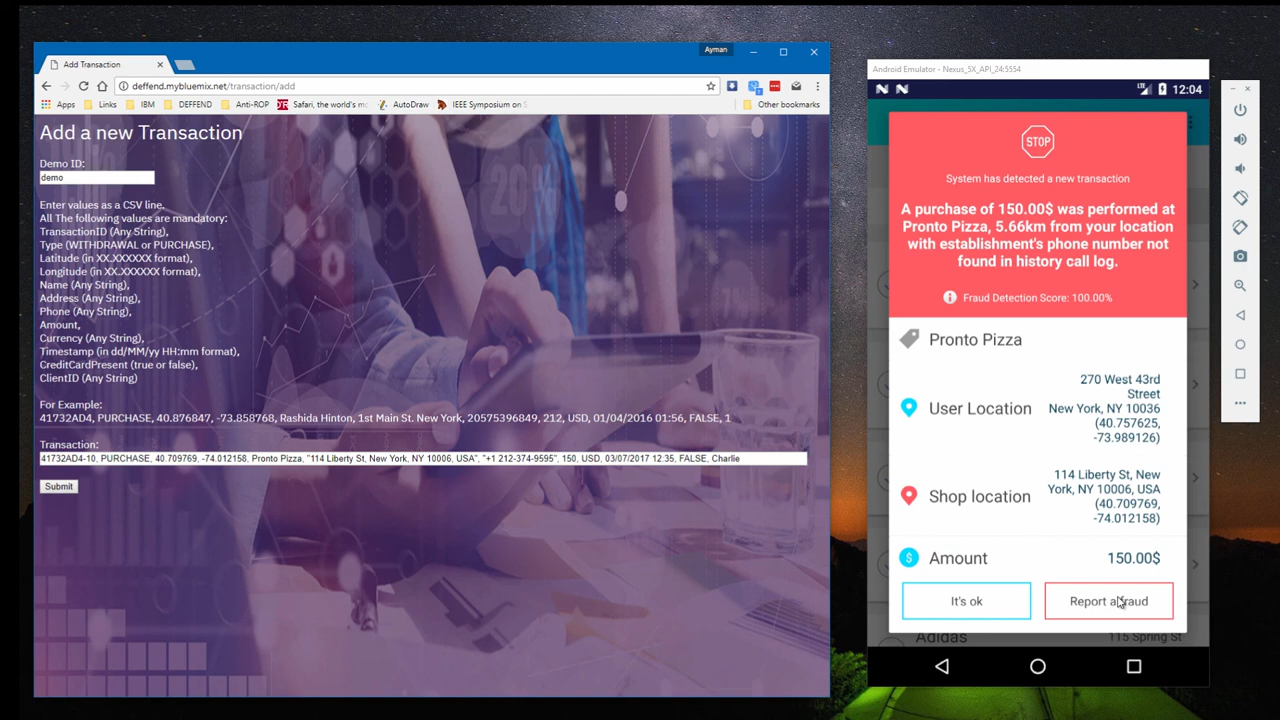 Ayman
Add Transaction
deffend.mybluemix.net/transaction/add
Apps
Links
IBM
DEFFEND
Anti-ROP
Safari, the world's mo
AutoDraw
IEEE Symposium on S
Other bookmarks
Add a new Transaction
Demo ID:
demo
Enter values as a CSV line.
All The following values are mandatory:
TransactionID (Any String),
Type (WITHDRAWAL or PURCHASE),
Latitude (in XX.XXXXXX format),
Longitude (in XX.XXXXXX format),
Name (Any String),
Address (Any String),
Phone (Any String),
Amount,
Currency (Any String),
Timestamp (in dd/MM/yy HH:mm format),
CreditCardPresent (true or false),
ClientID (Any String)
For Example:
41732AD4, PURCHASE, 40.876847, -73.858768, Rashida Hinton, 1st Main St. New York, 20575396849, 212, USD, 01/04/2016 01:56, FALSE, 1
Transaction:
41732AD4-10, PURCHASE, 40.709769, -74.012158, Pronto Pizza, "114 Liberty St, New York, NY 10006, USA", "+1 212-374-9595", 150, USD, 03/07/2017 12:35, FALSE, Charlie
Submit
Android Emulator - Nexus_5X_API_24:5554
LTE
12:04
STOP
System has detected a new transaction
A purchase of 150.00$ was performed at
Pronto Pizza, 5.66km from your location
with establishment's phone number not
found in history call log.
Fraud Detection Score: 100.00%
Pronto Pizza
User Location
270 West 43rd
Street
New York, NY 10036
(40.757625,
-73.989126)
Shop location
114 Liberty St, New
York, NY 10006, USA
(40.709769,
-74.012158)
Amount
150.00$
It's ok
Report a fraud
Adidas
115 Spring St